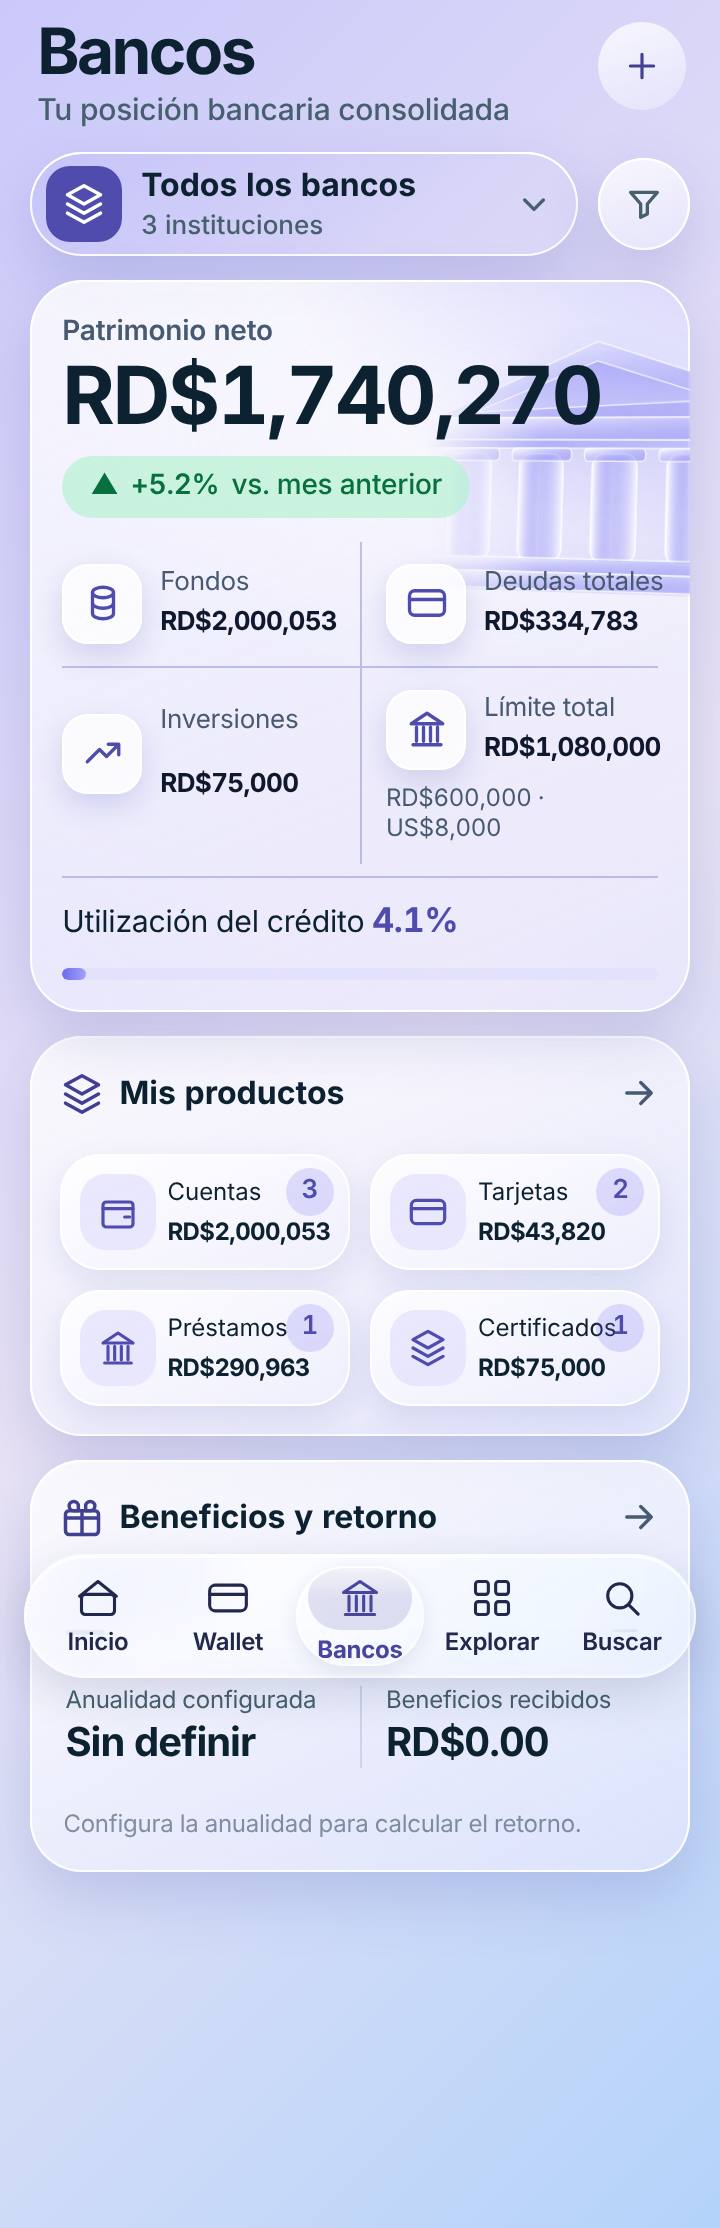 Bancos
Tu posición bancaria consolidada
Todos los bancos
3 instituciones
Patrimonio neto
RD$1,740,270
+5.2% vs. mes anterior
Fondos
RD$2,000,053
Deudas totales
RD$334,783
Inversiones
RD$75,000
Límite total
RD$1,080,000
RD$600,000 ·
US$8,000
Utilización del crédito 4.1%
Mis productos
Cuentas 3
RD$2,000,053
Tarjetas 2
RD$43,820
Préstamos 1
RD$290,963
Certificados 1
RD$75,000
Beneficios y retorno
Inicio
Wallet
Bancos
Explorar
Buscar
Anualidad configurada
Sin definir
Beneficios recibidos
RD$0.00
Configura la anualidad para calcular el retorno.